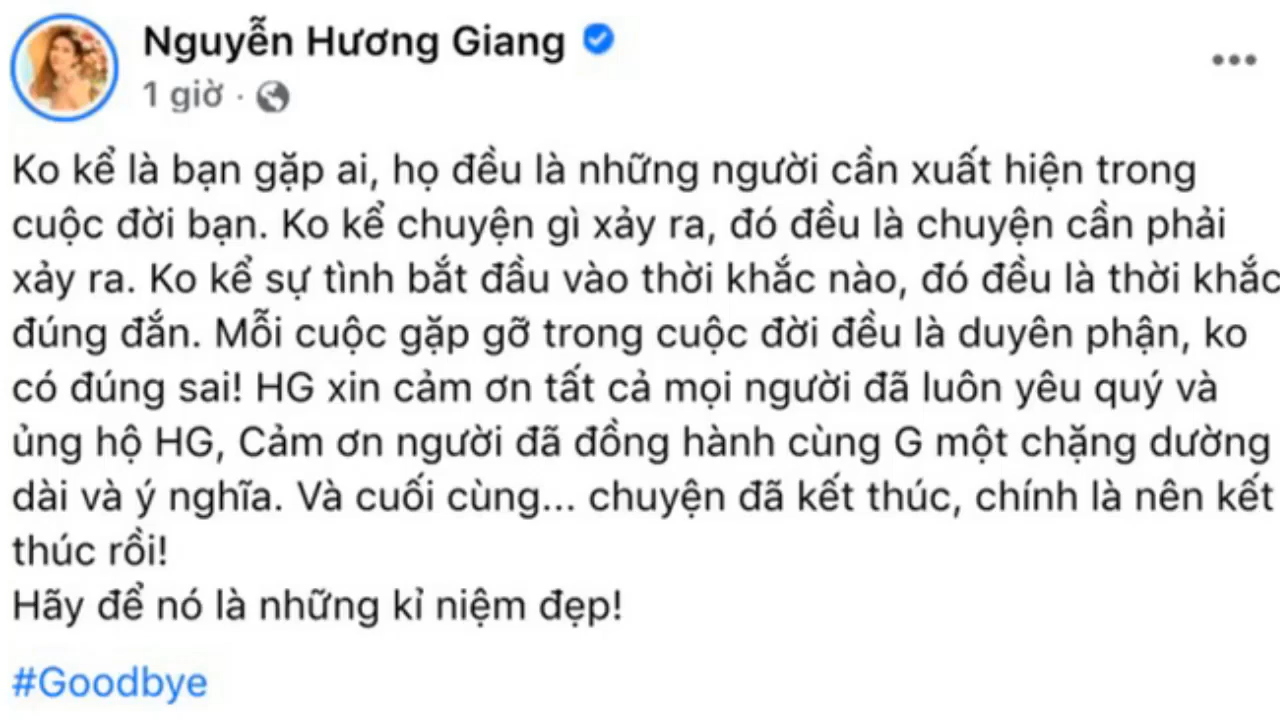 Nguyễn Hương Giang
1 giờ ·
Ko kể là bạn gặp ai, họ đều là những người cần xuất hiện trong
cuộc đời bạn. Ko kể chuyện gì xảy ra, đó đều là chuyện cần phải
xảy ra. Ko kể sự tình bắt đầu vào thời khắc nào, đó đều là thời khắc
đúng đắn. Mỗi cuộc gặp gỡ trong cuộc đời đều là duyên phận, ko
có đúng sai! HG xin cảm ơn tất cả mọi người đã luôn yêu quý và
ủng hộ HG, Cảm ơn người đã đồng hành cùng G một chặng dường
dài và ý nghĩa. Và cuối cùng... chuyện đã kết thúc, chính là nên kết
thúc rồi!
Hãy để nó là những kỉ niệm đẹp!
#Goodbye